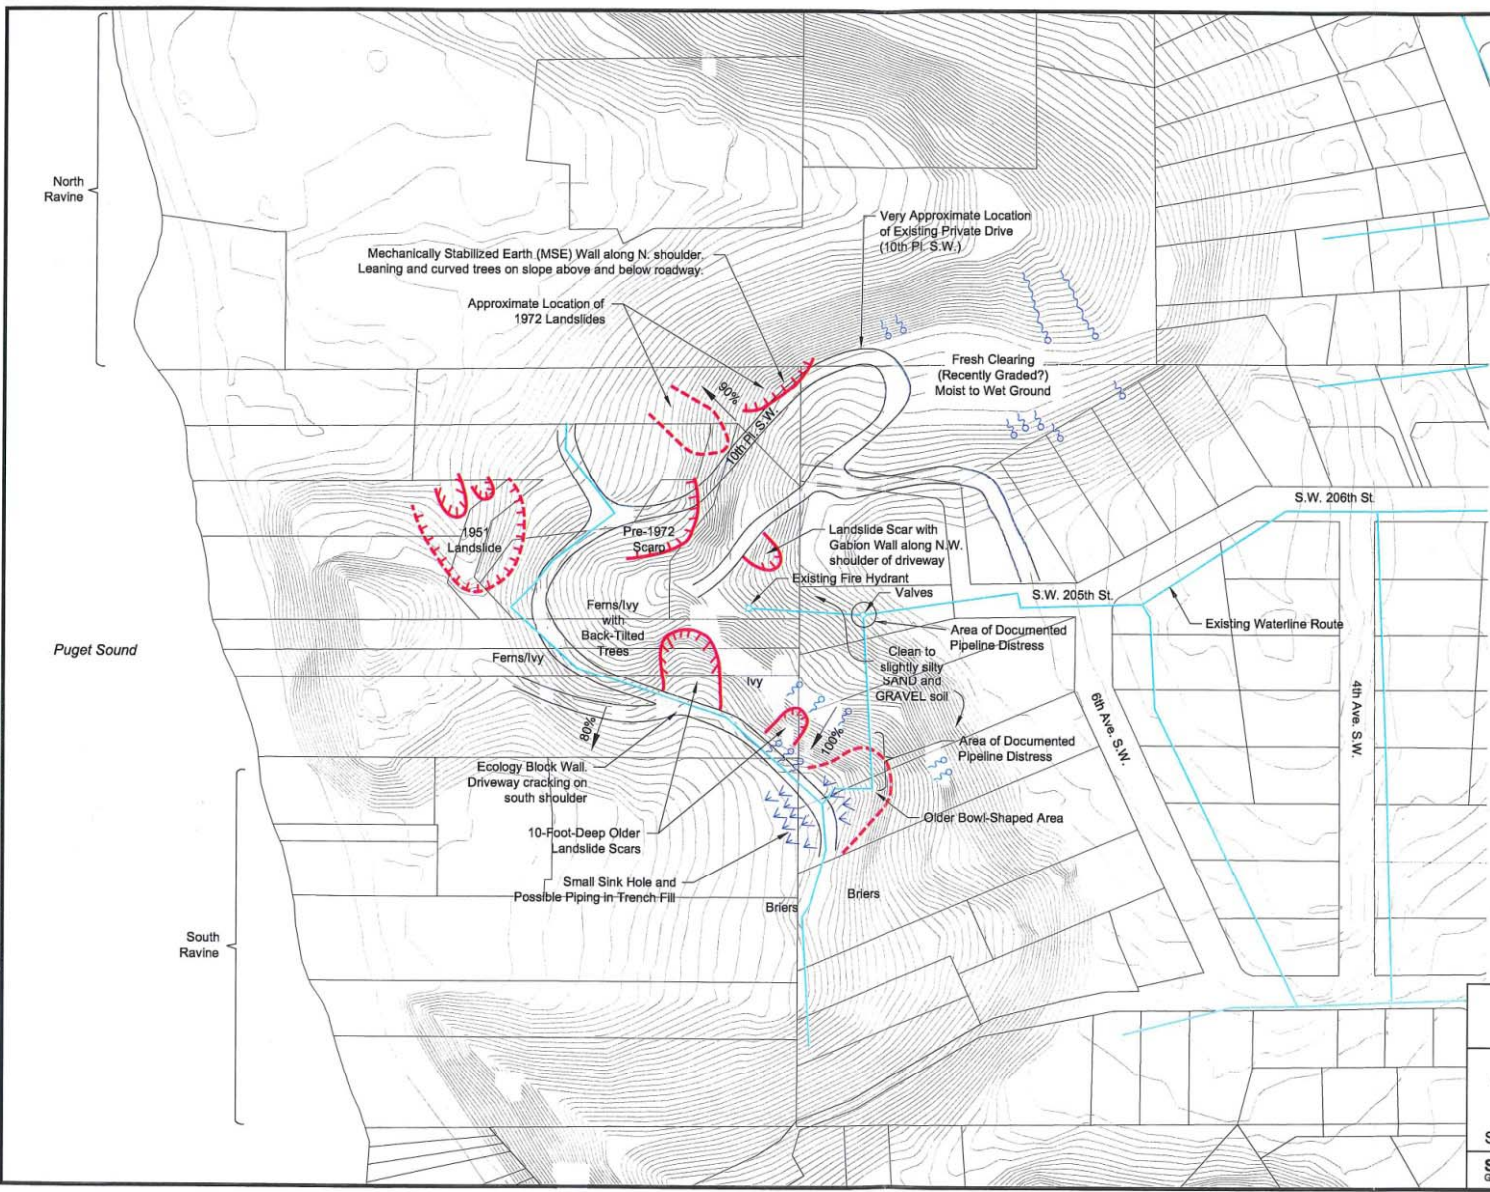 North
Ravine
Very Approximate Location
of Existing Private Drive
(10th Pl. S.W.)
Mechanically Stabilized Earth (MSE) Wall along N. shoulder.
Leaning and curved trees on slope above and below roadway.
Approximate Location of
1972 Landslides
Fresh Clearing
(Recently Graded?)
Moist to Wet Ground
90%
10th Pl. S.W.
S.W. 206th St.
1951
Landslide
Pre-1972
Scarp
Landslide Scar with
Gabion Wall along N.W.
shoulder of driveway
Existing Fire Hydrant
Valves
S.W. 205th St.
Ferns/Ivy
with
Back-Tilted
Trees
Existing Waterline Route
Area of Documented
Pipeline Distress
Puget Sound
Ferns/Ivy
Clean to
slightly silty
SAND and
GRAVEL soil
Ivy
6th Ave. S.W.
4th Ave. S.W.
80%
100%
Area of Documented
Pipeline Distress
Ecology Block Wall.
Driveway cracking on
south shoulder
Older Bowl-Shaped Area
10-Foot-Deep Older
Landslide Scars
Small Sink Hole and
Possible Piping in Trench Fill
Briers
Briers
South
Ravine